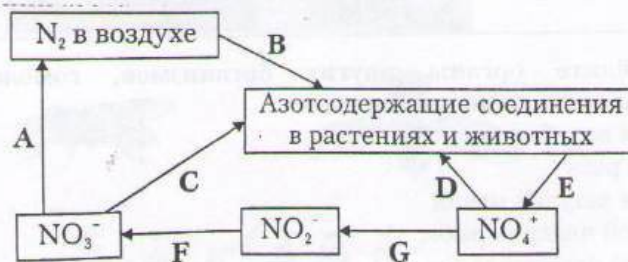 N₂ в воздухе
B
Азотсодержащие соединения
в растениях и животных
A
C
D
E
NO₃⁻
NO₂⁻
NO₄⁺
F
G